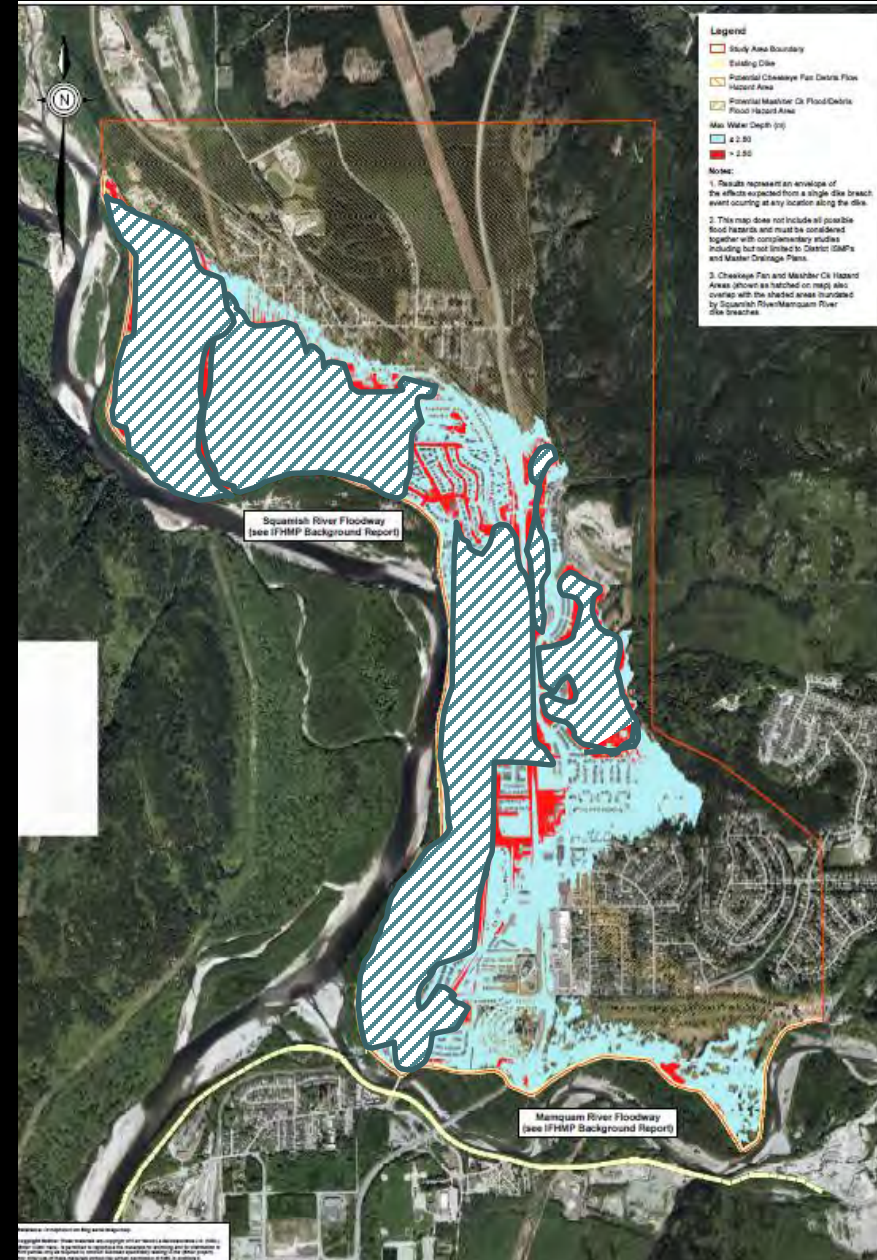 N
Legend
Study Area Boundary
Existing Dike
Potential Cheekeye Fan Debris Flow
Hazard Area
Potential Mashiter Ck Flood/Debris
Flood Hazard Area
Max Water Depth (m)
≤ 2.50
> 2.50
Notes:
1. Results represent an envelope of
the effects expected from a single dike breach
event occurring at any location along the dike.
2. This map does not include all possible
flood hazards and must be considered
together with complementary studies
including but not limited to District ISMPs
and Master Drainage Plans.
3. Cheekeye Fan and Mashiter Ck Hazard
Areas (shown as hatched on map) also
overlap with the shaded areas inundated
by Squamish River/Mamquam River
dike breaches
Squamish River Floodway
(see IFHMP Background Report)
Mamquam River Floodway
(see IFHMP Background Report)